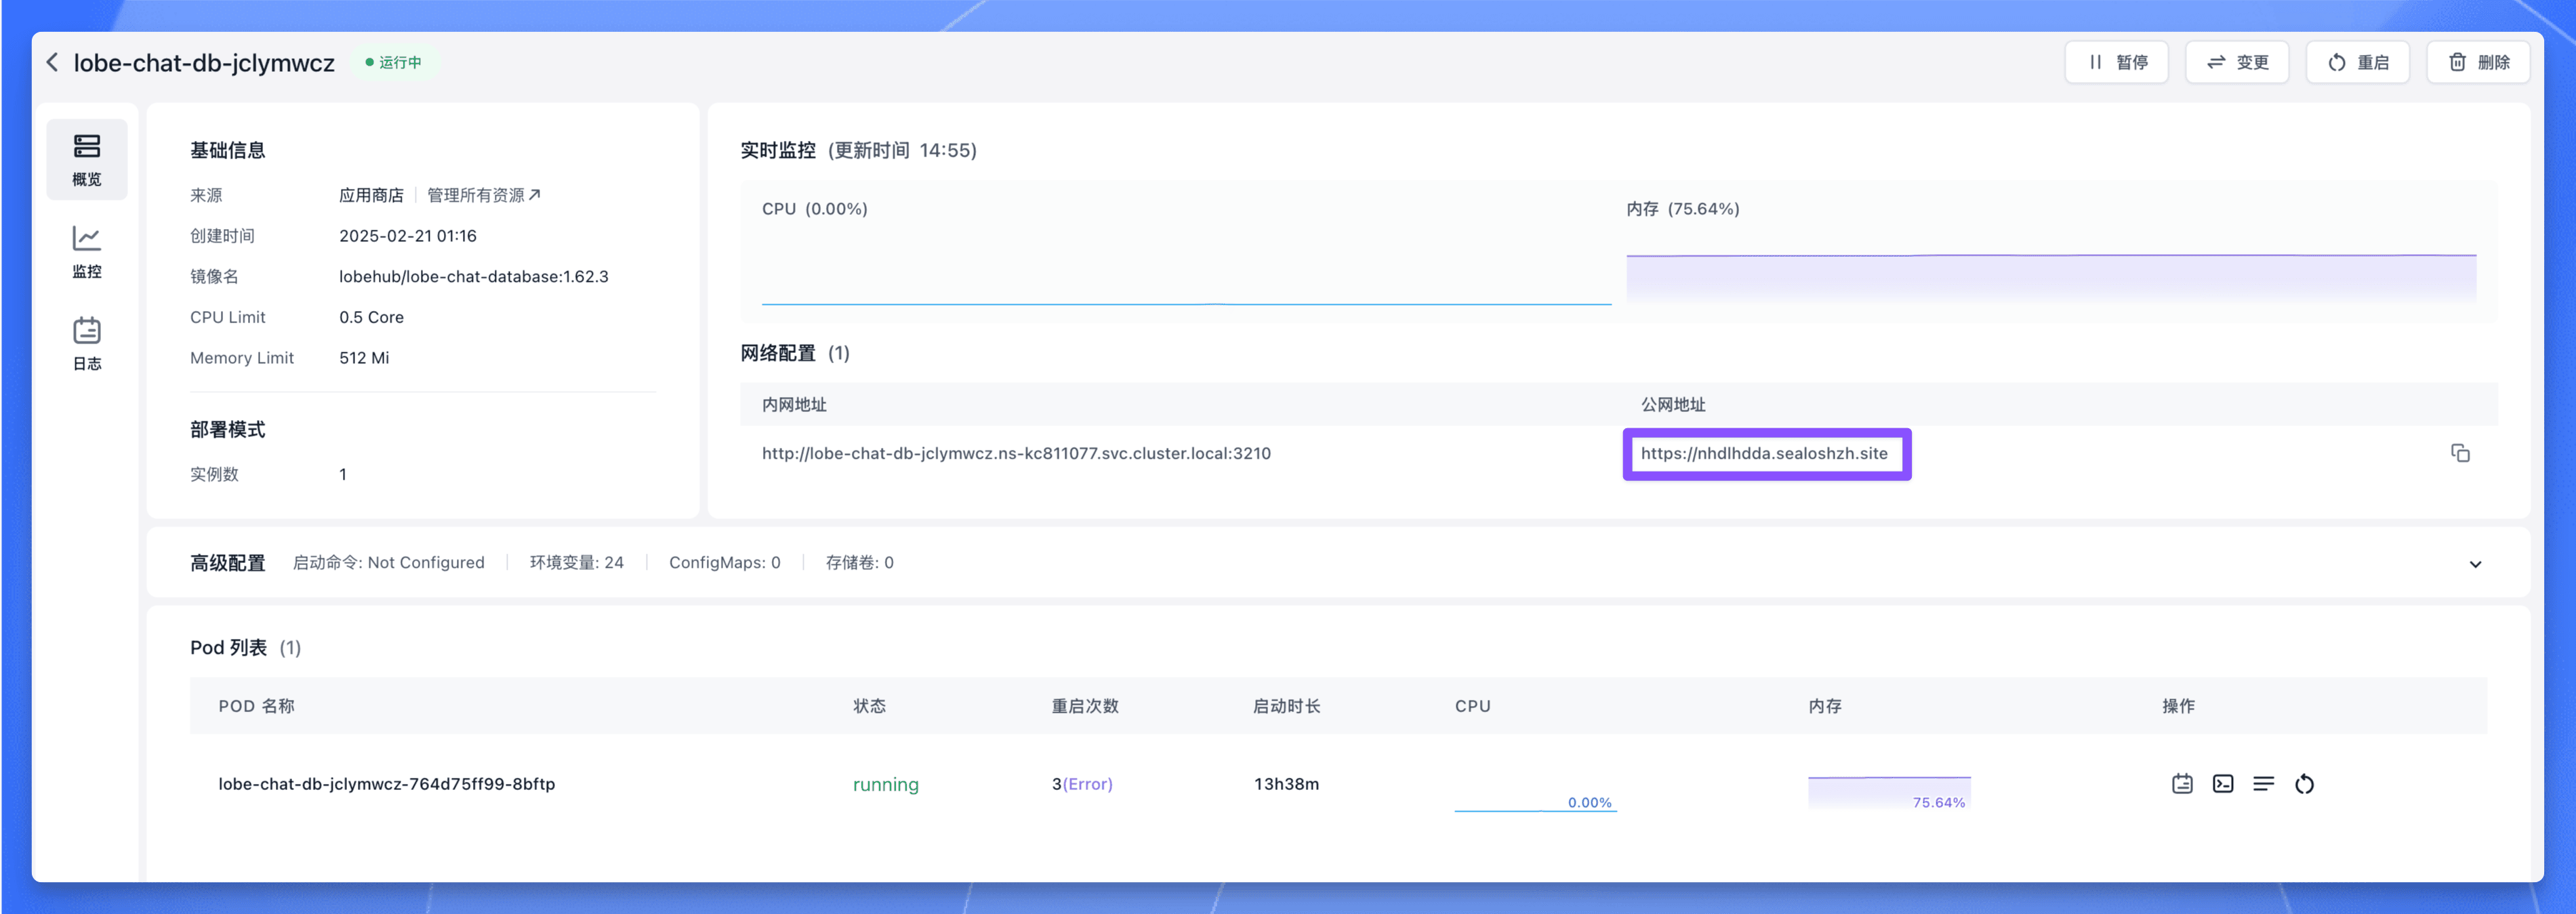 lobe-chat-db-jclymwcz 运行中
暂停 变更 重启 删除
概览
监控
日志
基础信息
来源 应用商店 管理所有资源
创建时间 2025-02-21 01:16
镜像名 lobehub/lobe-chat-database:1.62.3
CPU Limit 0.5 Core
Memory Limit 512 Mi
部署模式
实例数 1
实时监控 (更新时间 14:55)
CPU (0.00%)
内存 (75.64%)
网络配置 (1)
内网地址 公网地址
http://lobe-chat-db-jclymwcz.ns-kc811077.svc.cluster.local:3210 https://nhdlhdda.sealoshzh.site
高级配置 启动命令: Not Configured 环境变量: 24 ConfigMaps: 0 存储卷: 0
Pod 列表 (1)
POD 名称 状态 重启次数 启动时长 CPU 内存 操作
lobe-chat-db-jclymwcz-764d75ff99-8bftp running 3(Error) 13h38m 0.00% 75.64%